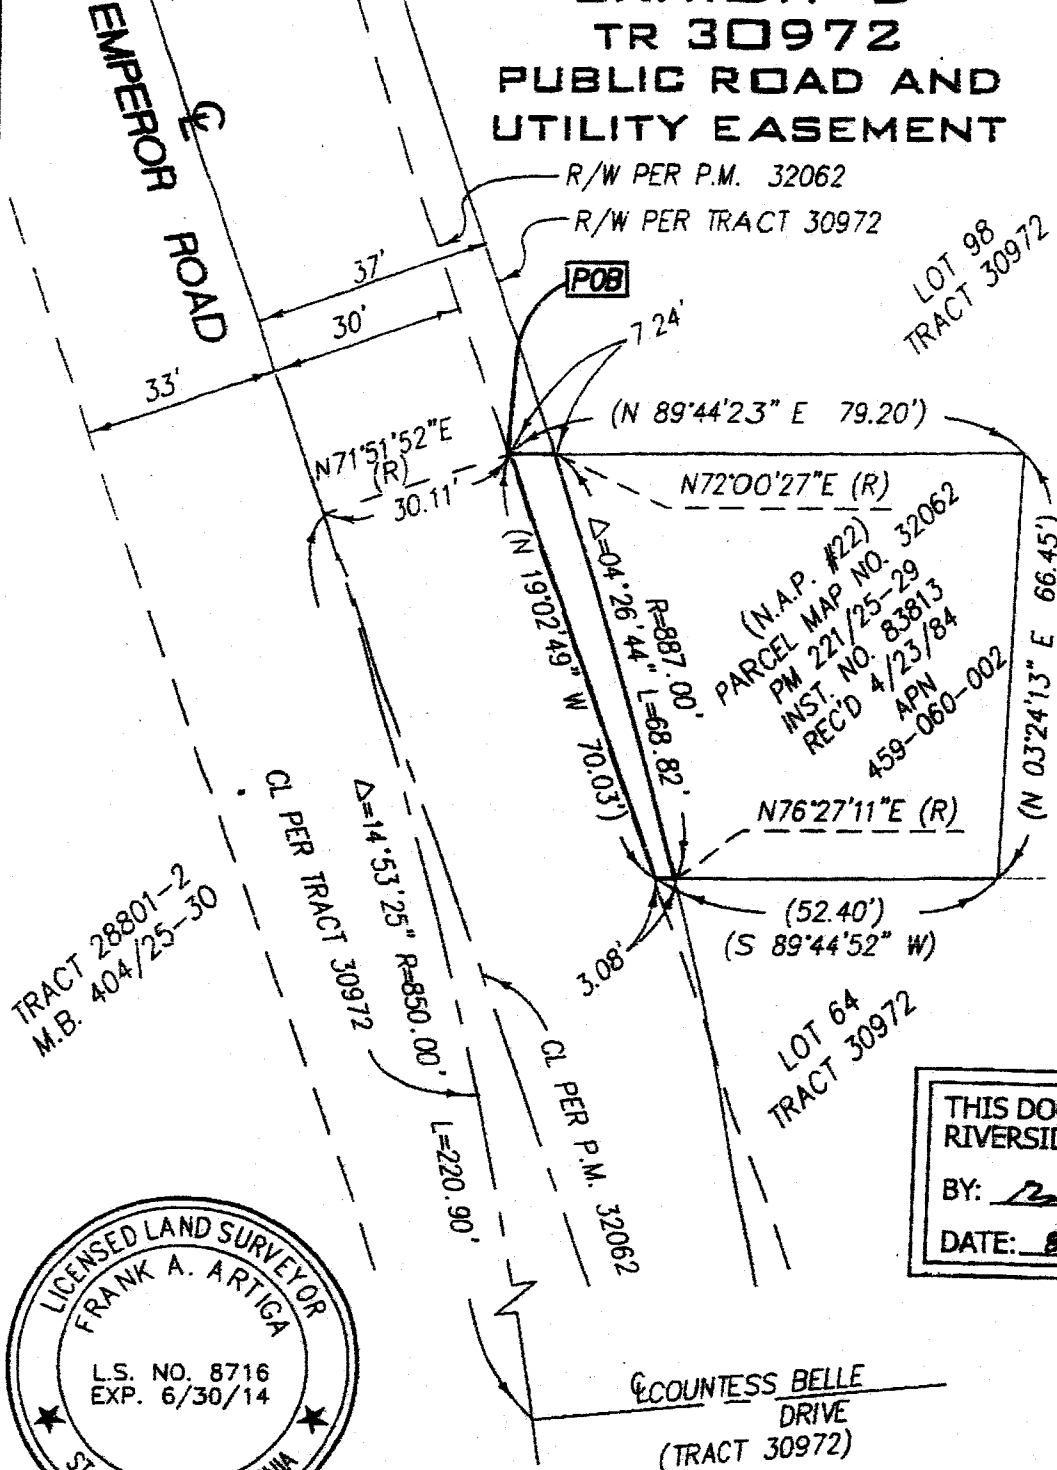 TR 30972
PUBLIC ROAD AND
UTILITY EASEMENT
EMPEROR ROAD
℄
R/W PER P.M. 32062
R/W PER TRACT 30972
POB
37'
30'
33'
7.24'
LOT 98
TRACT 30972
(N 89°44'23" E 79.20')
N71°51'52"E
(R)
30.11'
N72°00'27"E (R)
(N 19°02'49" W 70.03')
Δ=04°26'44" L=68.82'
R=887.00'
(N.A.P. #22)
PARCEL MAP NO. 32062
PM 221/25-29
INST. NO. 83813
REC'D 4/23/84
APN
459-060-002
(N 03°24'13" E 66.45')
N76°27'11"E (R)
(52.40')
(S 89°44'52" W)
3.08'
CL PER TRACT 30972
Δ=14°53'25" R=850.00' L=220.90'
CL PER P.M. 32062
TRACT 28801-2
M.B. 404/25-30
LOT 64
TRACT 30972
THIS DO
RIVERSID
BY:
DATE: 8
LICENSED LAND SURVEYOR
FRANK A. ARTIGA
L.S. NO. 8716
EXP. 6/30/14
℄COUNTESS BELLE
DRIVE
(TRACT 30972)